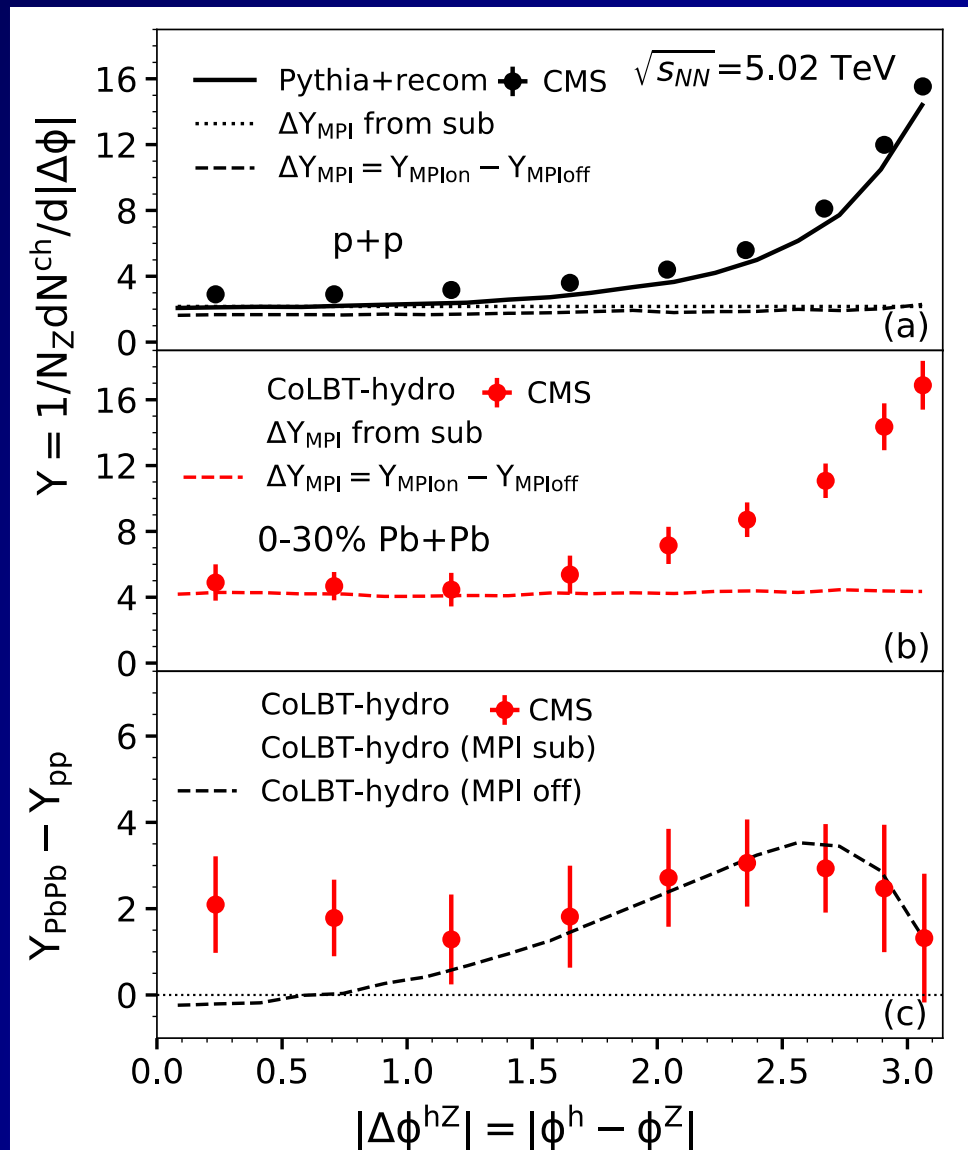 √s_NN=5.02 TeV
Pythia+recom CMS
ΔY_MPI from sub
ΔY_MPI = Y_MPIon − Y_MPIoff
p+p
(a)
16
12
8
4
0
Y = 1/N_Z dN^ch/d|Δϕ|
CoLBT-hydro CMS
ΔY_MPI from sub
ΔY_MPI = Y_MPIon − Y_MPIoff
0-30% Pb+Pb
(b)
16
12
8
4
0
CoLBT-hydro CMS
CoLBT-hydro (MPI sub)
CoLBT-hydro (MPI off)
(c)
6
4
2
0
Y_PbPb − Y_pp
0.0 0.5 1.0 1.5 2.0 2.5 3.0
|Δϕ^hZ| = |ϕ^h − ϕ^Z|